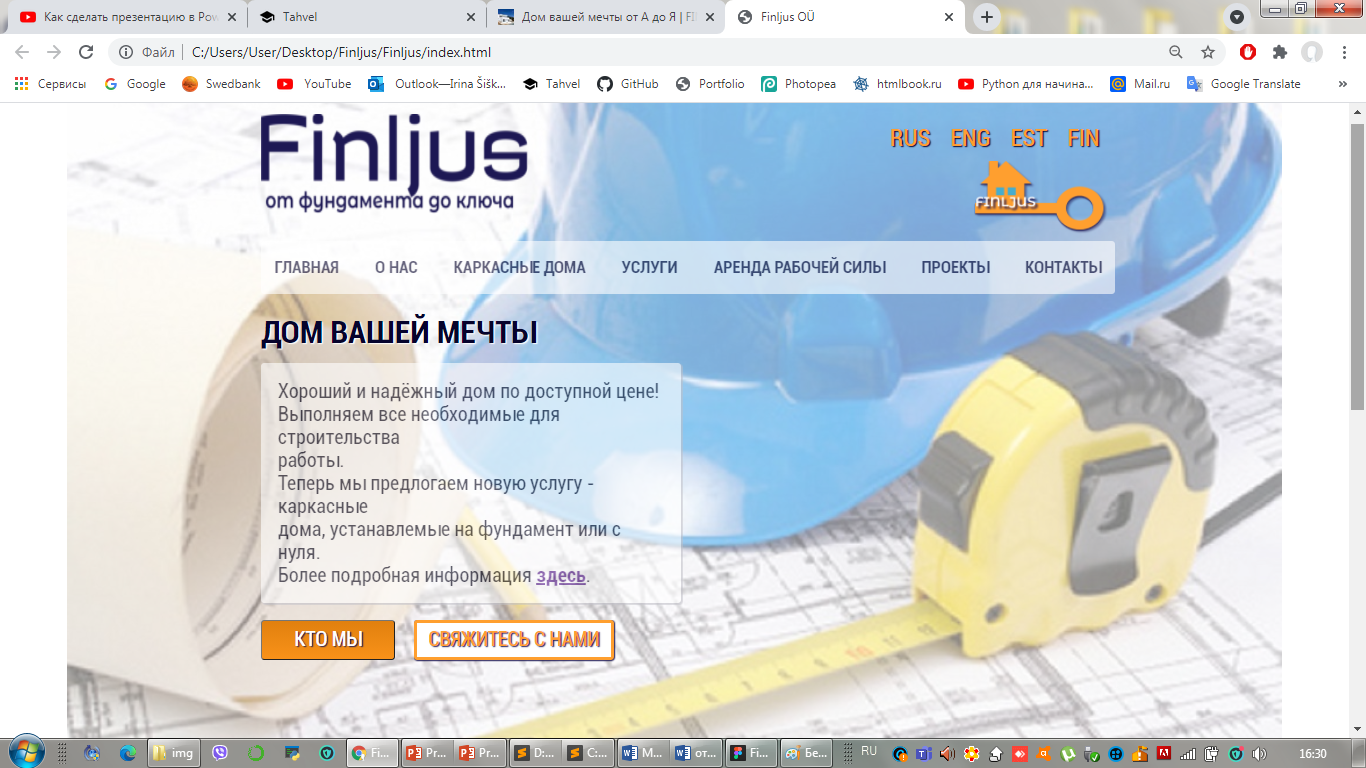 Как сделать презентацию в Pow
Tahvel
Дом вашей мечты от А до Я | FI
Finljus OÜ
Файл | C:/Users/User/Desktop/Finljus/Finljus/index.html
Сервисы Google Swedbank YouTube Outlook—Irina Šišk... Tahvel GitHub Portfolio Photopea htmlbook.ru Python для начина... Mail.ru Google Translate »
Finljus
от фундамента до ключа
RUS ENG EST FIN
FINLJUS
ГЛАВНАЯ О НАС КАРКАСНЫЕ ДОМА УСЛУГИ АРЕНДА РАБОЧЕЙ СИЛЫ ПРОЕКТЫ КОНТАКТЫ
ДОМ ВАШЕЙ МЕЧТЫ
Хороший и надёжный дом по доступной цене!
Выполняем все необходимые для
строительства
работы.
Теперь мы предлогаем новую услугу -
каркасные
дома, устанавлемые на фундамент или с
нуля.
Более подробная информация здесь.
КТО МЫ СВЯЖИТЕСЬ С НАМИ
img Fi... Pr... Pr... D:... C:... M... от... Fi... Бе... RU 16:30